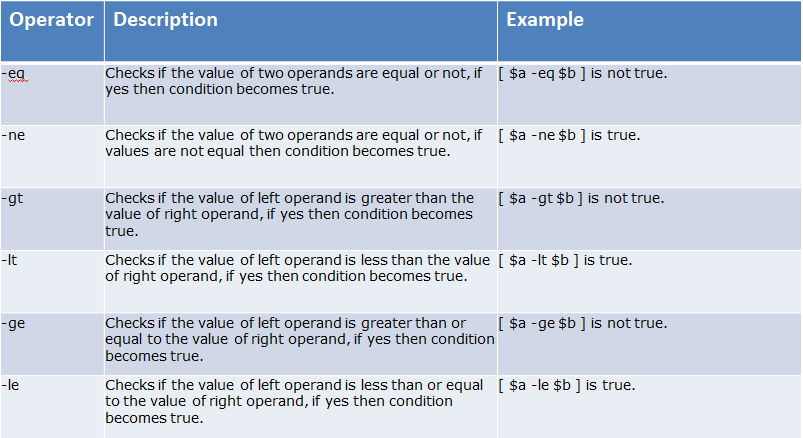 Operator Description Example
-eq Checks if the value of two operands are equal or not, if [ $a -eq $b ] is not true.
yes then condition becomes true.
-ne Checks if the value of two operands are equal or not, if [ $a -ne $b ] is true.
values are not equal then condition becomes true.
-gt Checks if the value of left operand is greater than the [ $a -gt $b ] is not true.
value of right operand, if yes then condition becomes
true.
-lt Checks if the value of left operand is less than the value [ $a -lt $b ] is true.
of right operand, if yes then condition becomes true.
-ge Checks if the value of left operand is greater than or [ $a -ge $b ] is not true.
equal to the value of right operand, if yes then condition
becomes true.
-le Checks if the value of left operand is less than or equal [ $a -le $b ] is true.
to the value of right operand, if yes then condition
becomes true.